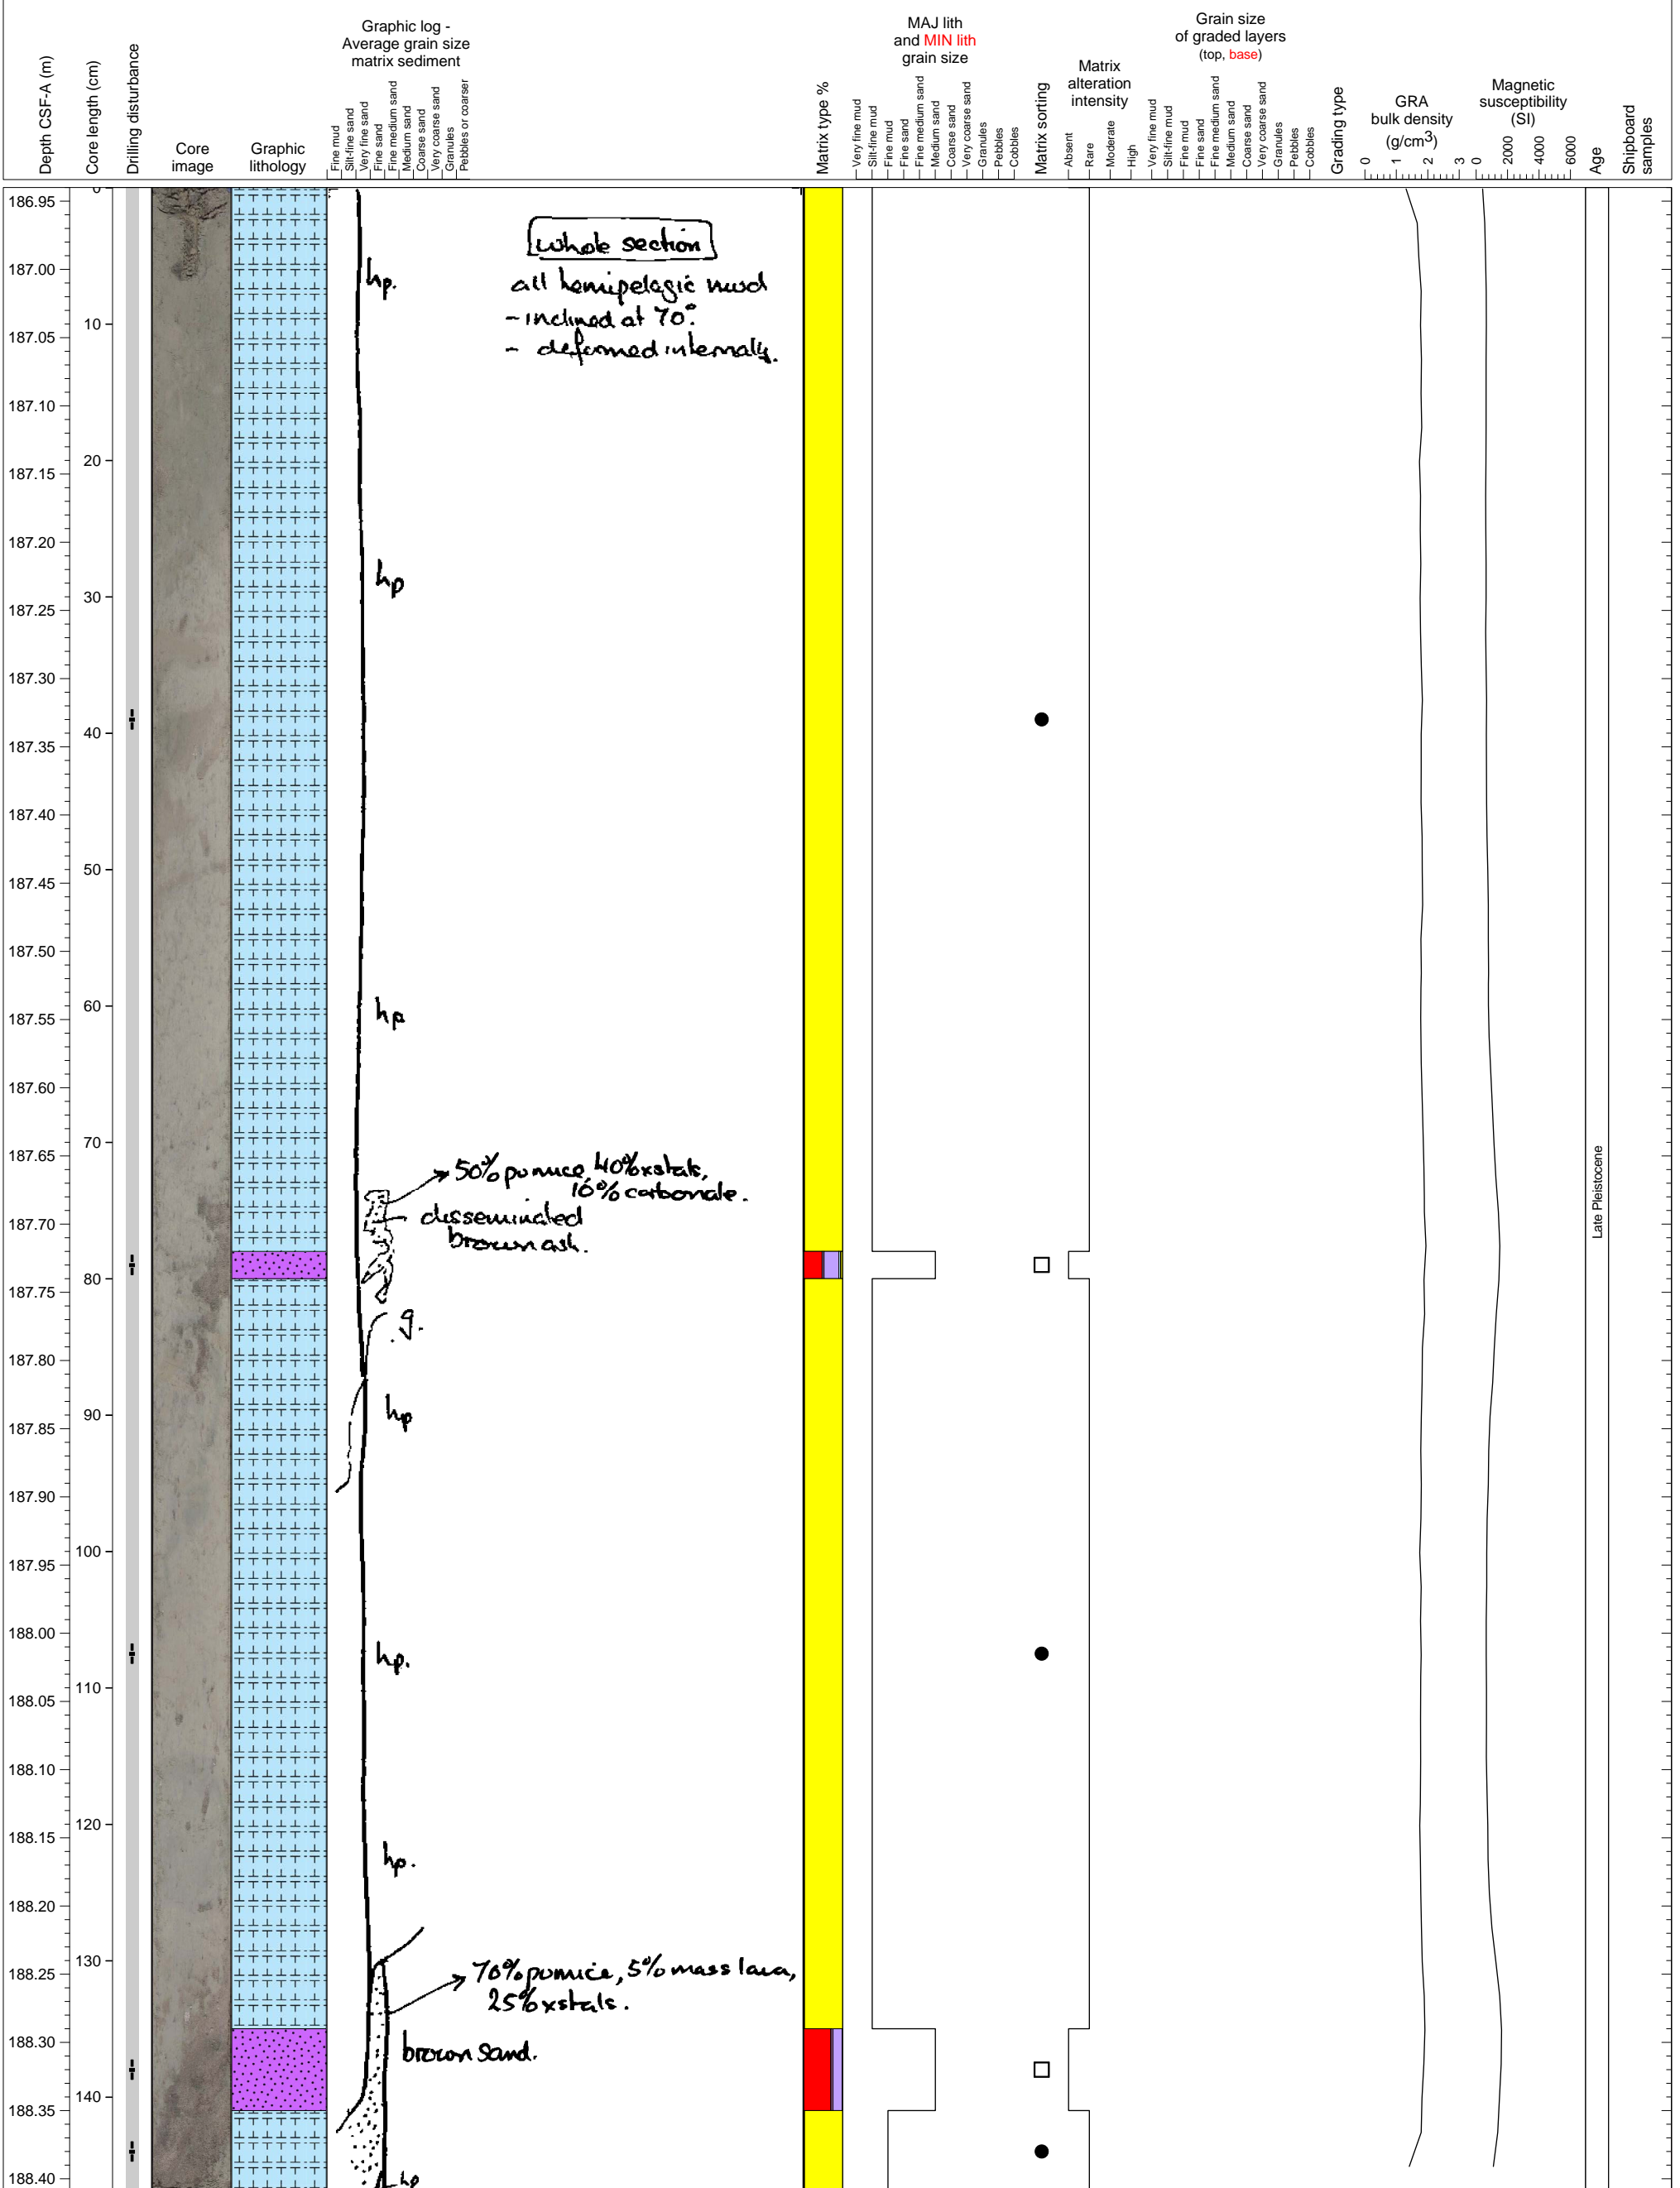 Depth CSF-A (m)
Core length (cm)
Drilling disturbance
Core
image
Graphic
lithology
Graphic log -
Average grain size
matrix sediment
Fine mud
Silt-fine sand
Very fine sand
Fine sand
Fine medium sand
Medium sand
Coarse sand
Very coarse sand
Granules
Pebbles or coarser
Matrix type %
MAJ lith
and MIN lith
grain size
Very fine mud
Silt-fine mud
Fine mud
Fine sand
Fine medium sand
Medium sand
Coarse sand
Very coarse sand
Granules
Pebbles
Cobbles
Matrix sorting
Matrix
alteration
intensity
Absent
Rare
Moderate
High
Grain size
of graded layers
(top, base)
Very fine mud
Silt-fine mud
Fine mud
Fine sand
Fine medium sand
Medium sand
Coarse sand
Very coarse sand
Granules
Pebbles
Cobbles
Grading type
GRA
bulk density
(g/cm3)
0 1 2 3
Magnetic
susceptibility
(SI)
0 2000 4000 6000
Age
Shipboard
samples
0
186.95
whole section
187.00
hp.
all hemipelagic mud
10
- inclined at 70°.
187.05
- deformed internally.
187.10
20
187.15
187.20
hp
30
187.25
187.30
40
187.35
187.40
50
187.45
187.50
60
187.55
hp
187.60
70
187.65
50% pumice, 40% xstals,
10% carbonate.
187.70
disseminated
brown ash.
Late Pleistocene
80
187.75
g.
187.80
90
hp
187.85
187.90
100
187.95
188.00
hp.
110
188.05
188.10
120
188.15
hp.
188.20
130
188.25
70% pumice, 5% mass lava,
25% xstals.
188.30
brown sand.
140
188.35
188.40
hp